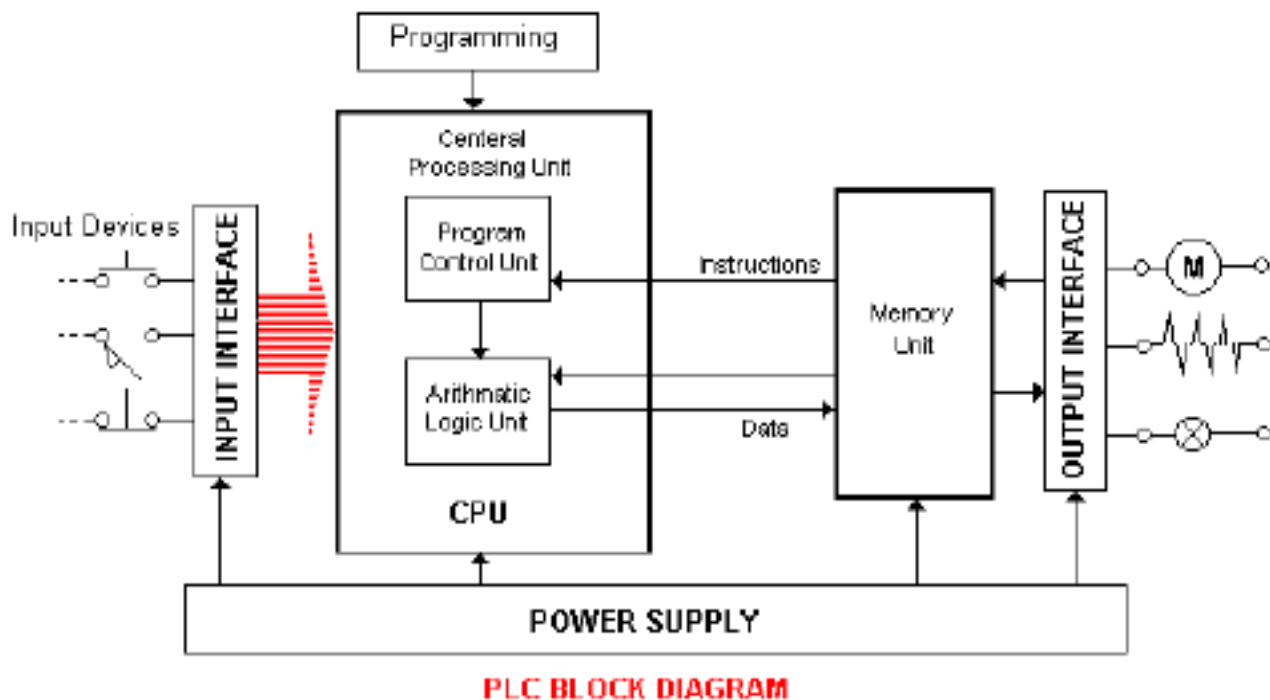 Programming
Centeral
Processing Unit
Input Devices
INPUT INTERFACE
Program
Control Unit
Instructions
Memory
Unit
OUTPUT INTERFACE
M
Arithmatic
Logic Unit
Data
CPU
POWER SUPPLY
PLC BLOCK DIAGRAM